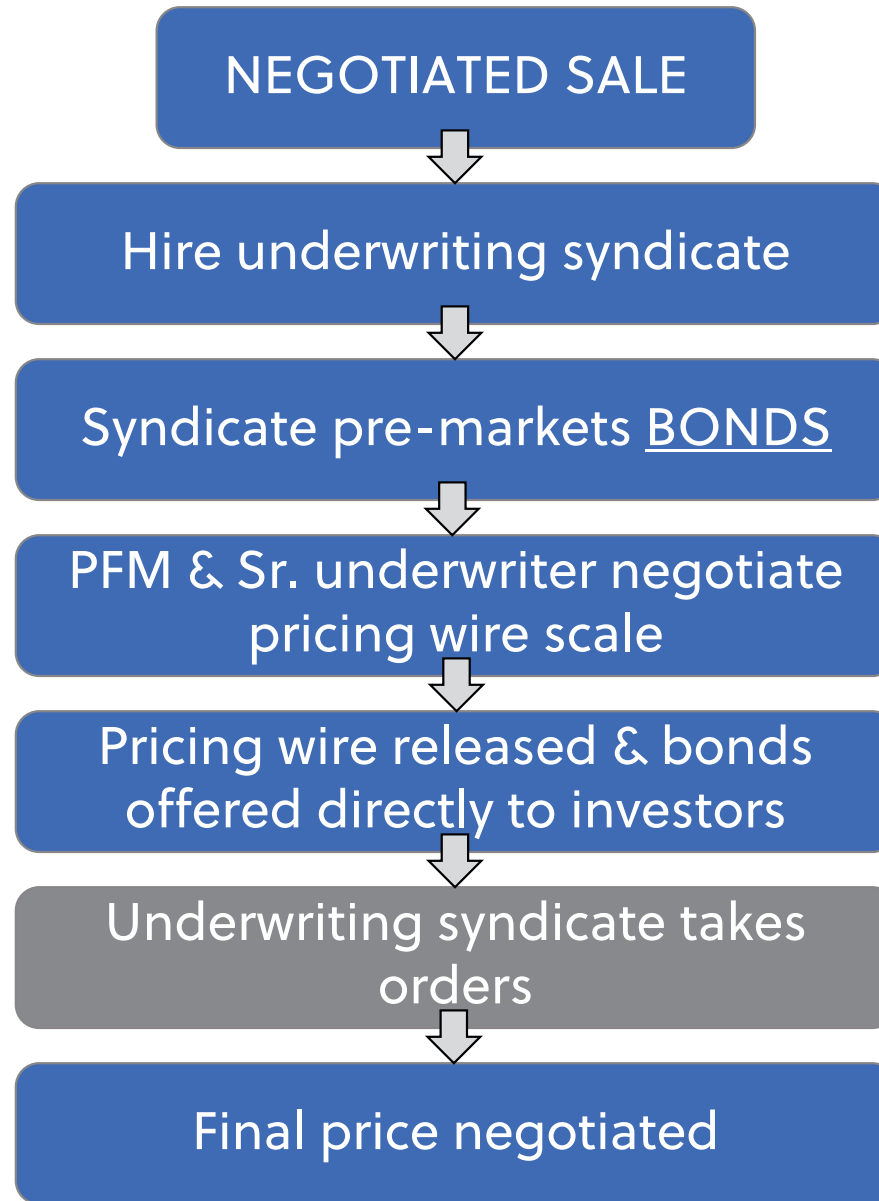 NEGOTIATED SALE
Hire underwriting syndicate
Syndicate pre-markets BONDS
PFM & Sr. underwriter negotiate
pricing wire scale
Pricing wire released & bonds
offered directly to investors
Underwriting syndicate takes
orders
Final price negotiated